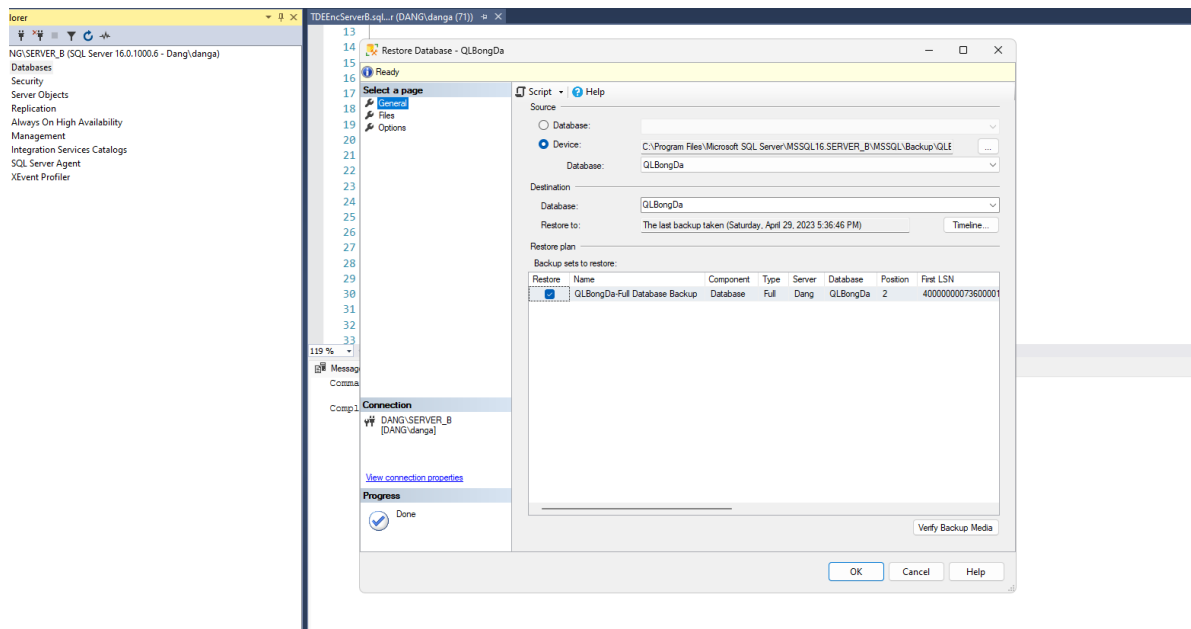 lorer
TDEEncServerB.sql...r (DANG\danga (71))
NG\SERVER_B (SQL Server 16.0.1000.6 - Dang\danga)
Databases
Security
Server Objects
Replication
Always On High Availability
Management
Integration Services Catalogs
SQL Server Agent
XEvent Profiler
13
14
15
16
17
18
19
20
21
22
23
24
25
26
27
28
29
30
31
32
33
119 %
Messag
Comma
Compl
Restore Database - QLBongDa
Ready
Select a page
General
Files
Options
Script Help
Source
Database:
Device: C:\Program Files\Microsoft SQL Server\MSSQL16.SERVER_B\MSSQL\Backup\QLE ...
Database: QLBongDa
Destination
Database: QLBongDa
Restore to: The last backup taken (Saturday, April 29, 2023 5:36:46 PM) Timeline...
Restore plan
Backup sets to restore:
Restore Name Component Type Server Database Position First LSN
QLBongDa-Full Database Backup Database Full Dang QLBongDa 2 40000000073600001
Connection
DANG\SERVER_B
[DANG\danga]
View connection properties
Progress
Done
Verify Backup Media
OK Cancel Help